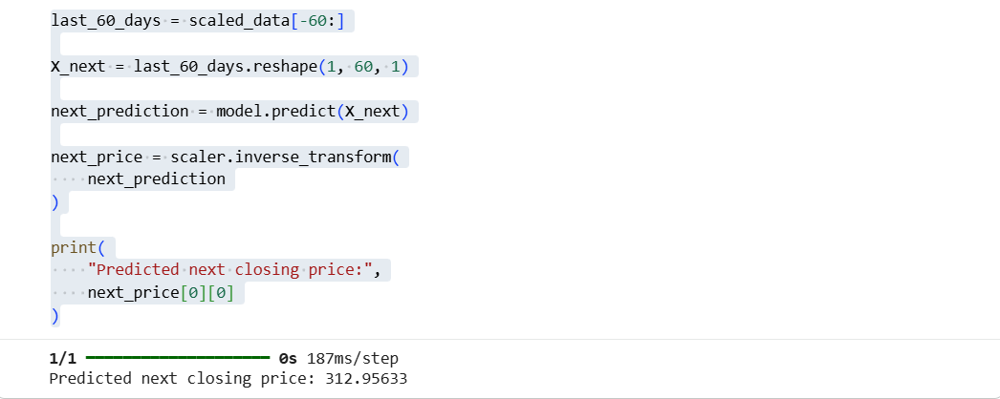 last_60_days = scaled_data[-60:]
X_next = last_60_days.reshape(1, 60, 1)
next_prediction = model.predict(X_next)
next_price = scaler.inverse_transform(
    next_prediction
)
print(
    "Predicted next closing price:",
    next_price[0][0]
)
1/1 ━━━━━━━━━━━━━━━━━━━━ 0s 187ms/step
Predicted next closing price: 312.95633